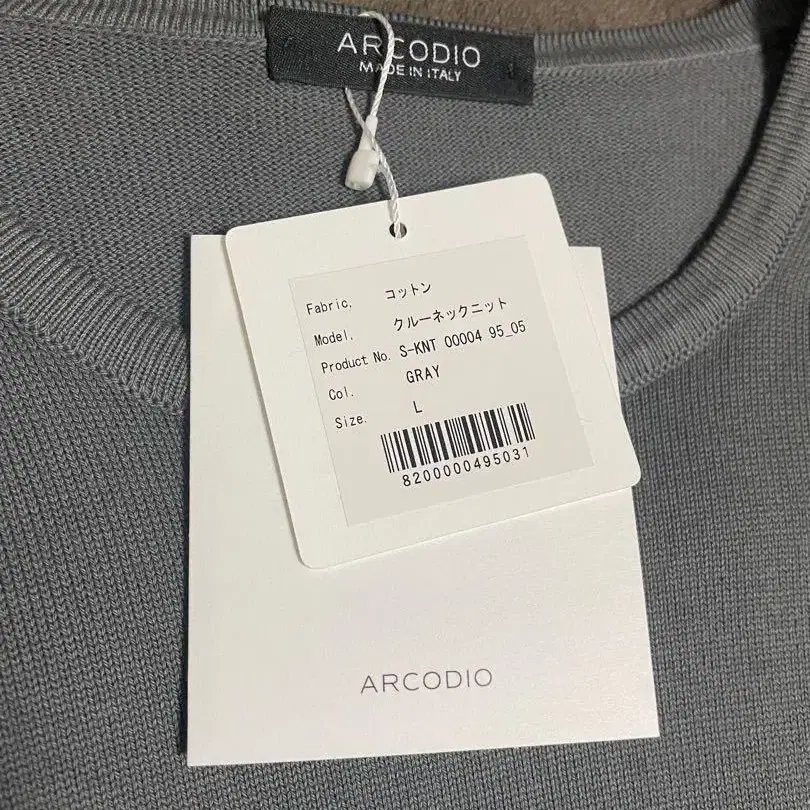 ARCODIO
MADE IN ITALY
Fabric. コットン
Model. クルーネックニット
Product No. S-KNT 00004 95_05
Col. GRAY
Size. L
8200000495031
ARCODIO